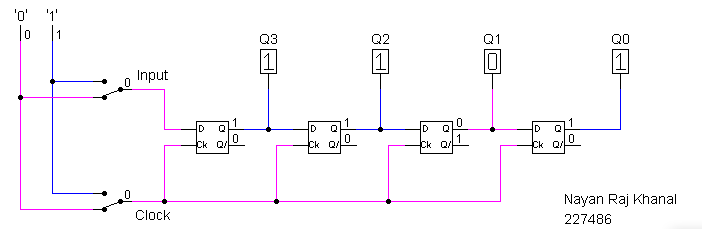 '0' '1'
0 1
Q3 Q2 Q1 Q0
1 1 0 1
0 Input
D Q 1 D Q 1 D Q 0 D Q 1
Ck Q/ 0 Ck Q/ 0 Ck Q/ 1 Ck Q/ 0
0
Clock
Nayan Raj Khanal
227486